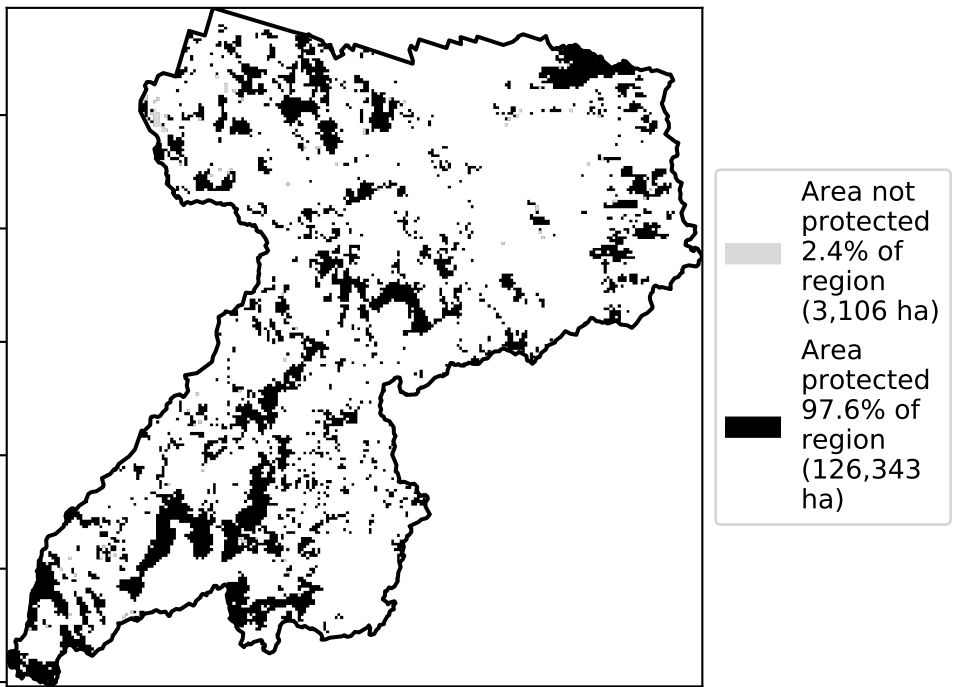 Area not
protected
2.4% of
region
(3,106 ha)
Area
protected
97.6% of
region
(126,343
ha)